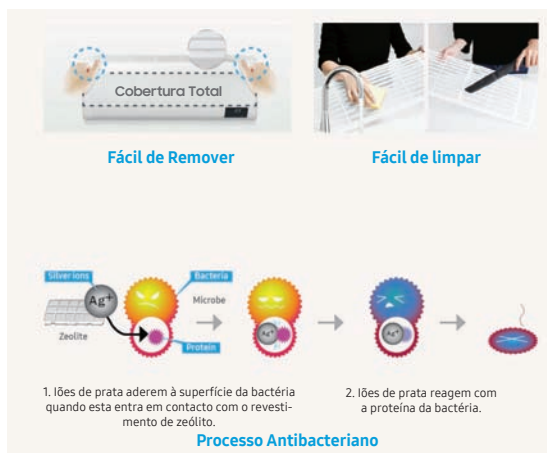 Cobertura Total
Fácil de Remover
Fácil de limpar
Silver ions
Ag+
Zeolite
Bacteria
Microbe
Protein
Ag+
Ag+
1. Iões de prata aderem à superfície da bactéria
quando esta entra em contacto com o revesti-
mento de zeólito.
2. Iões de prata reagem com
a proteína da bactéria.
Processo Antibacteriano